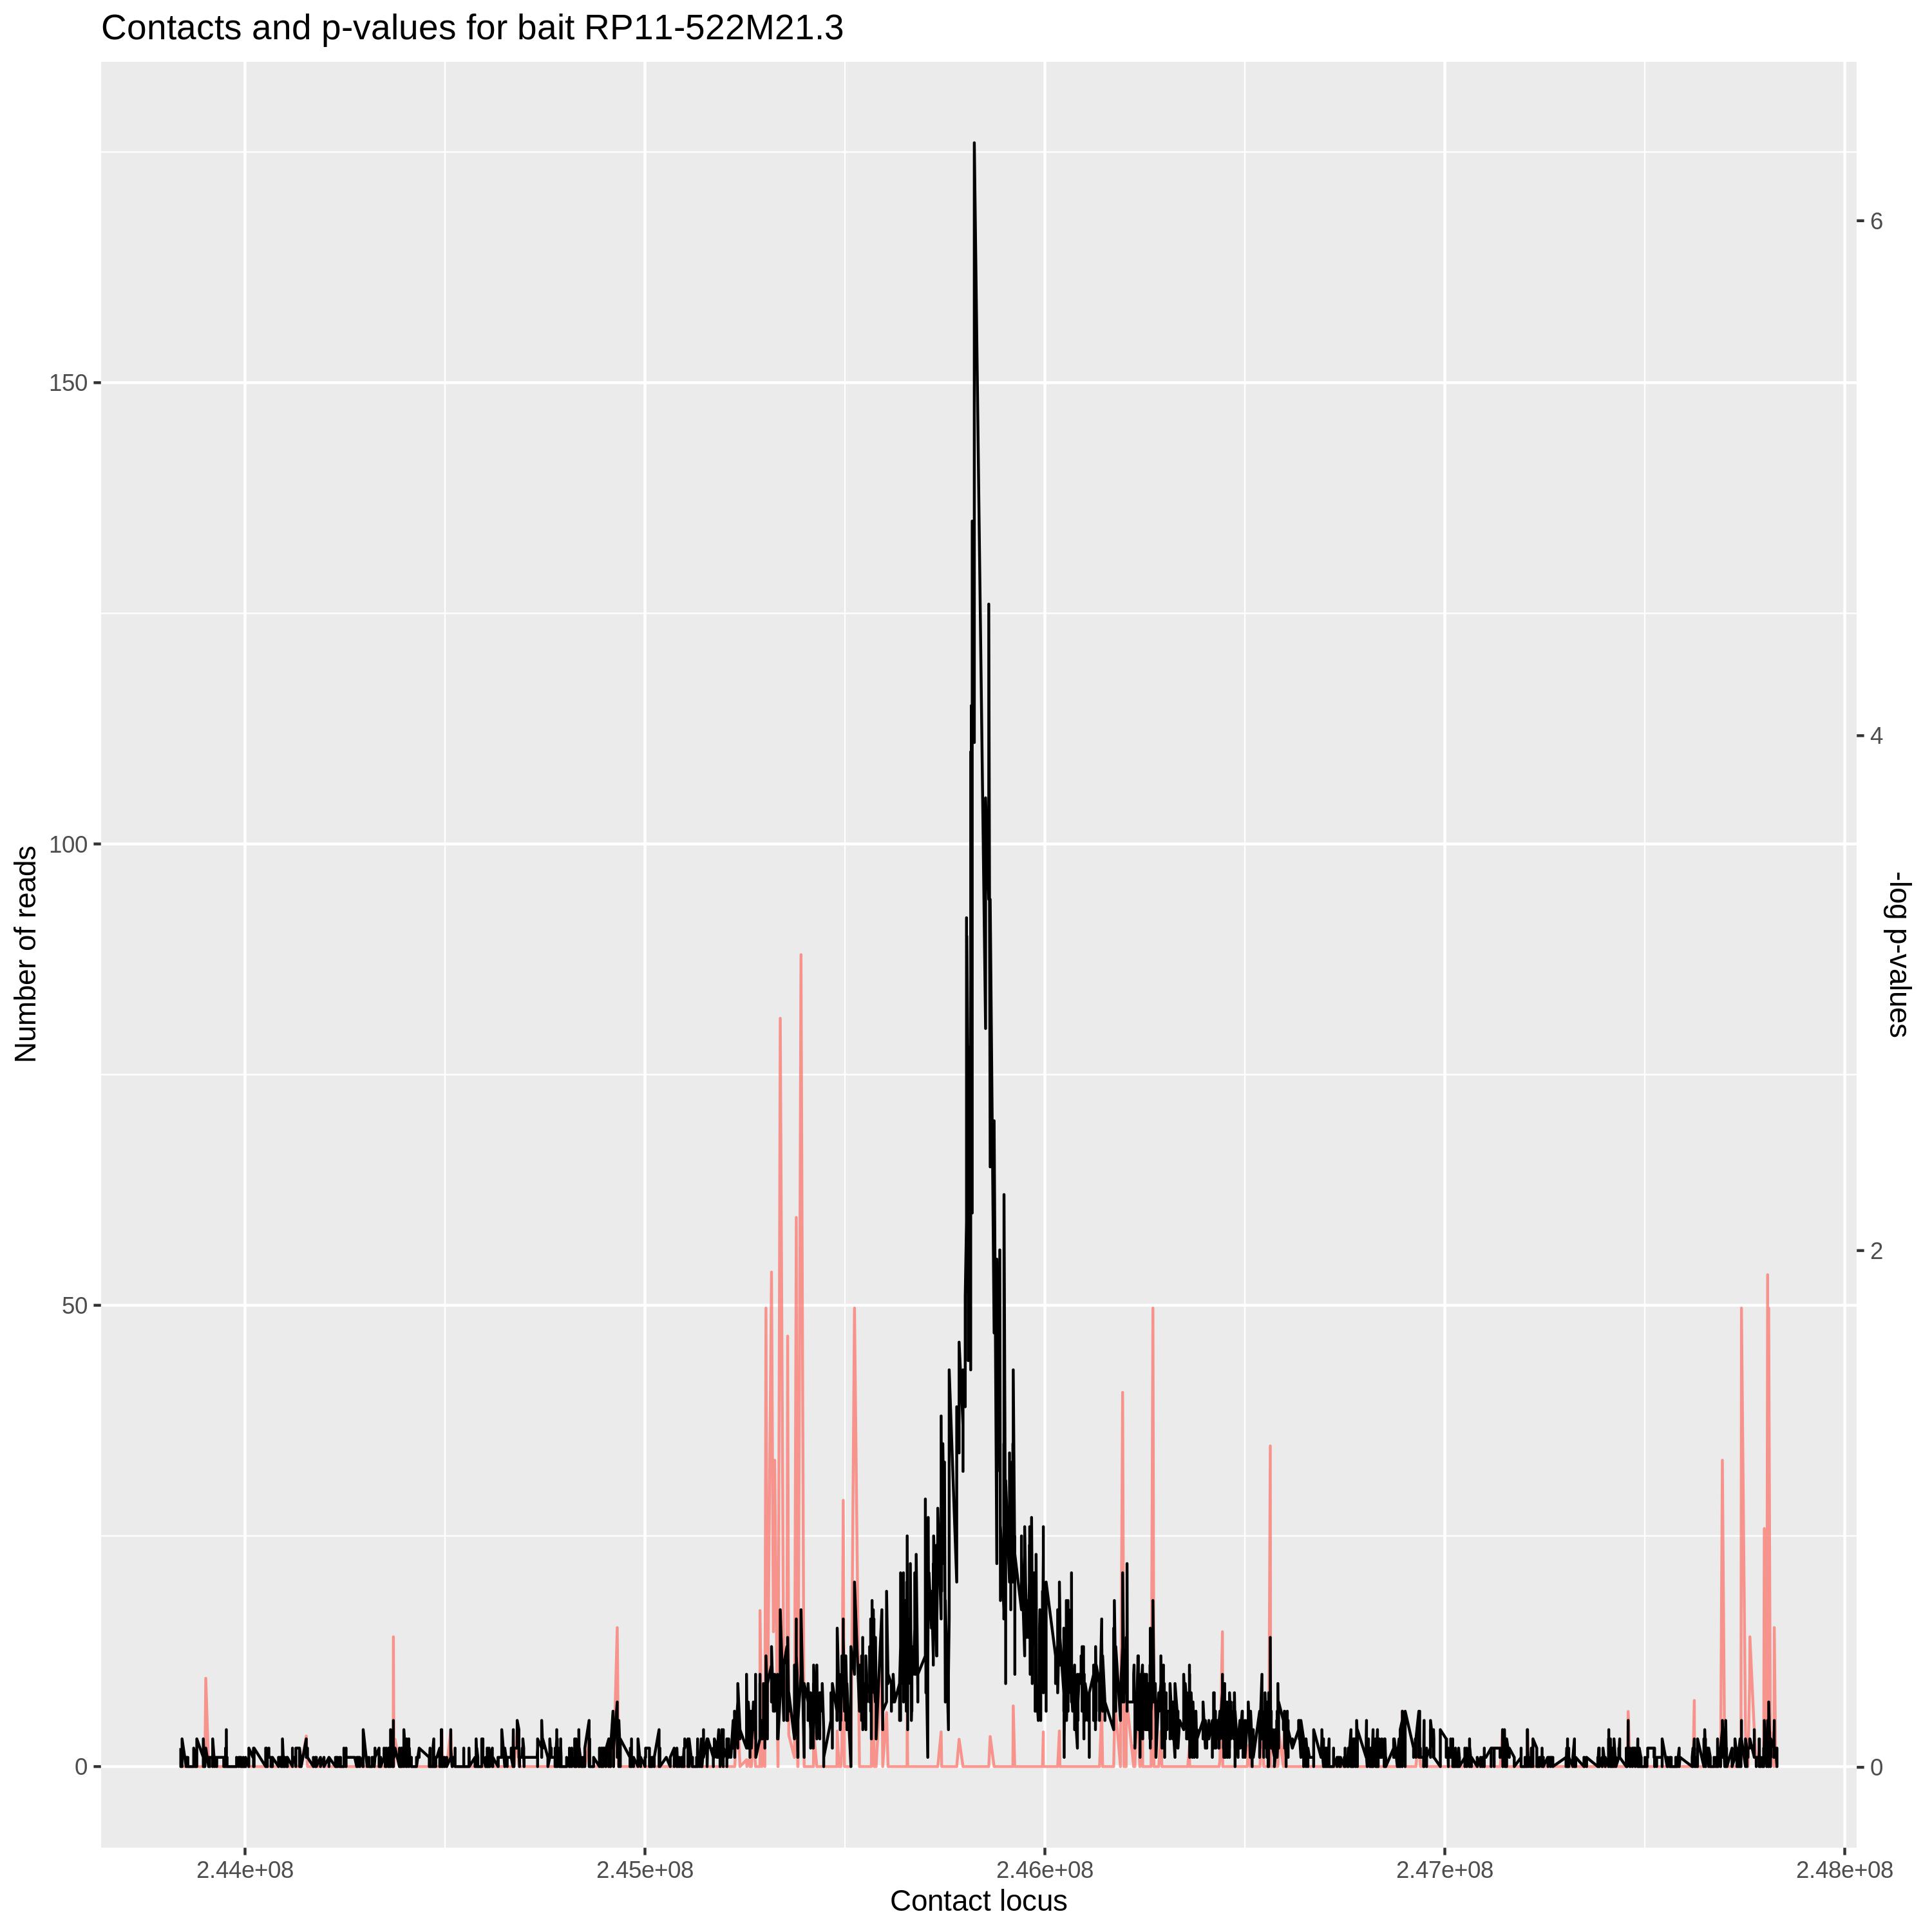 Contacts and p-values for bait RP11-522M21.3
Number of reads
150
100
50
0
6
4
2
0
-log p-values
2.44e+08
2.45e+08
2.46e+08
2.47e+08
2.48e+08
Contact locus